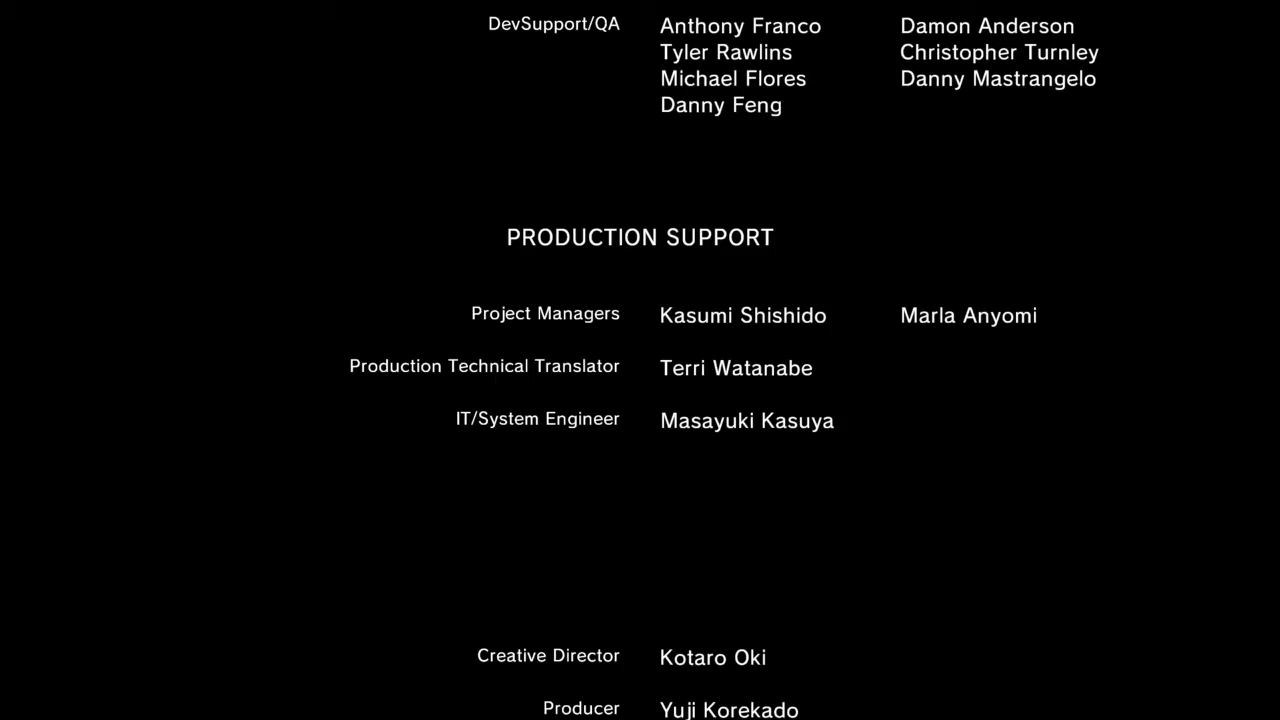 DevSupport/QA Anthony Franco Damon Anderson
Tyler Rawlins Christopher Turnley
Michael Flores Danny Mastrangelo
Danny Feng
PRODUCTION SUPPORT
Project Managers Kasumi Shishido Marla Anyomi
Production Technical Translator Terri Watanabe
IT/System Engineer Masayuki Kasuya
Creative Director Kotaro Oki
Producer Yuji Korekado